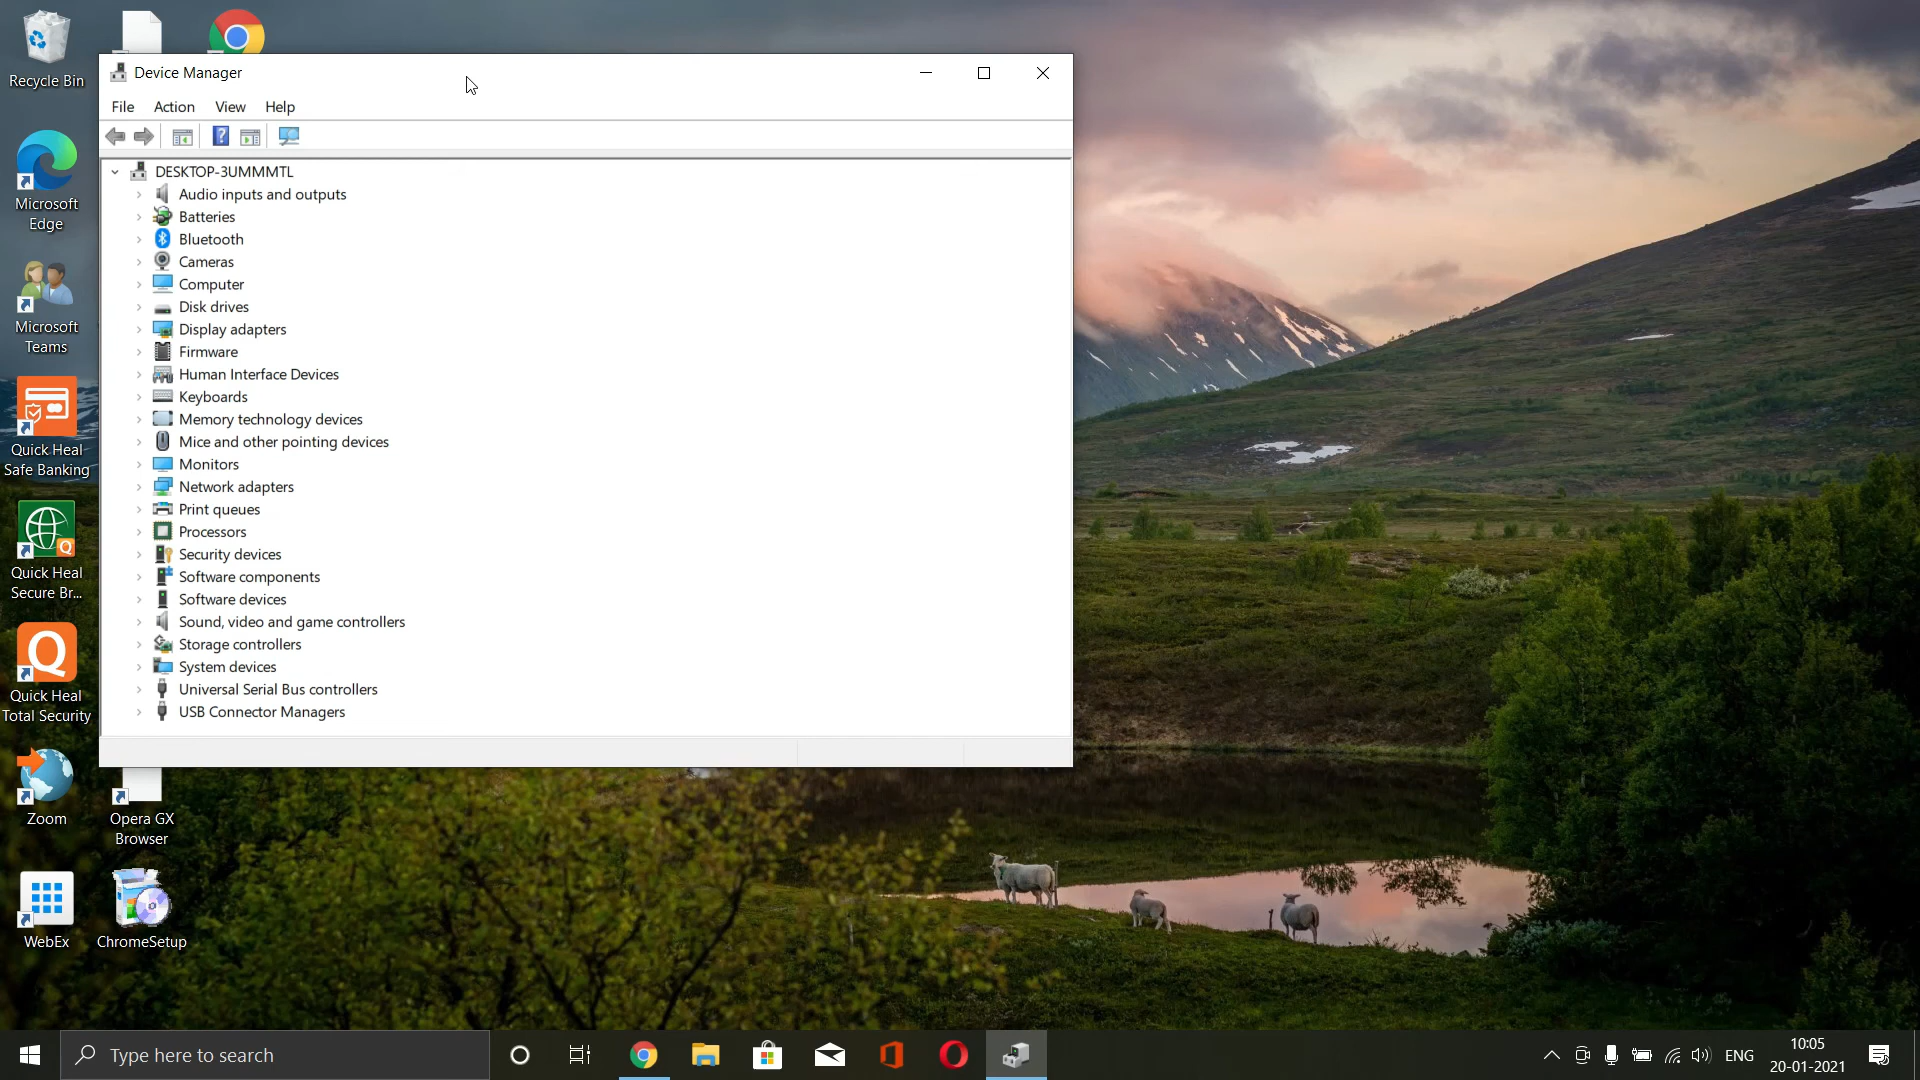 Recycle Bin
Microsoft
Edge
Microsoft
Teams
Quick Heal
Safe Banking
Quick Heal
Secure Br...
Quick Heal
Total Security
Zoom
Opera GX
Browser
WebEx
ChromeSetup
Device Manager
File Action View Help
DESKTOP-3UMMMTL
Audio inputs and outputs
Batteries
Bluetooth
Cameras
Computer
Disk drives
Display adapters
Firmware
Human Interface Devices
Keyboards
Memory technology devices
Mice and other pointing devices
Monitors
Network adapters
Print queues
Processors
Security devices
Software components
Software devices
Sound, video and game controllers
Storage controllers
System devices
Universal Serial Bus controllers
USB Connector Managers
Type here to search
ENG
10:05
20-01-2021